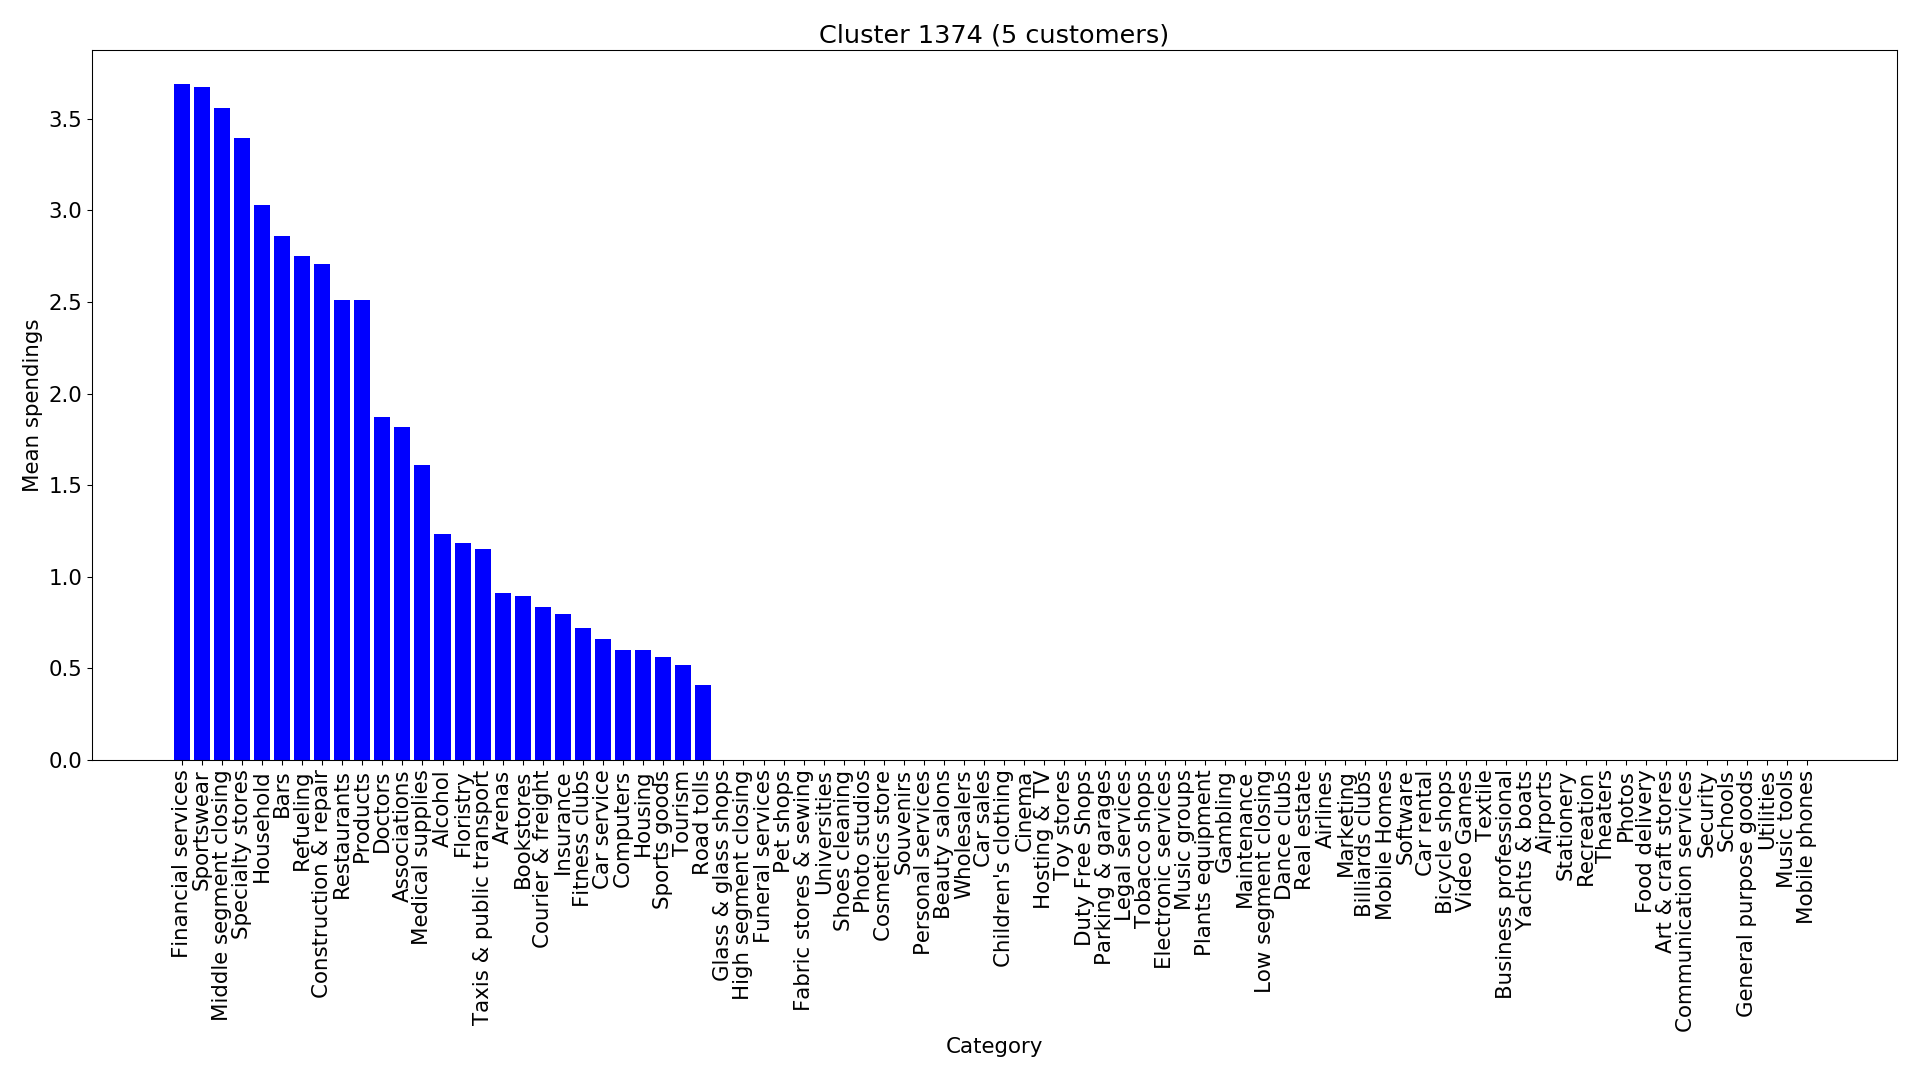 Cluster 1374 (5 customers)
Mean spendings
3.5
3.0
2.5
2.0
1.5
1.0
0.5
0.0
Financial services
Sportswear
Middle segment closing
Specialty stores
Household
Bars
Refueling
Construction & repair
Restaurants
Products
Doctors
Associations
Medical supplies
Alcohol
Floristry
Taxis & public transport
Arenas
Bookstores
Courier & freight
Insurance
Fitness clubs
Car service
Computers
Housing
Sports goods
Tourism
Road tolls
Glass & glass shops
High segment closing
Funeral services
Pet shops
Fabric stores & sewing
Universities
Shoes cleaning
Photo studios
Cosmetics store
Souvenirs
Personal services
Beauty salons
Wholesalers
Car sales
Children's clothing
Cinema
Hosting & TV
Toy stores
Duty Free Shops
Parking & garages
Legal services
Tobacco shops
Electronic services
Music groups
Plants equipment
Gambling
Maintenance
Low segment closing
Dance clubs
Real estate
Airlines
Marketing
Billiards clubs
Mobile Homes
Software
Car rental
Bicycle shops
Video Games
Textile
Business professional
Yachts & boats
Airports
Stationery
Recreation
Theaters
Photos
Food delivery
Art & craft stores
Communication services
Security
Schools
General purpose goods
Utilities
Music tools
Mobile phones
Category